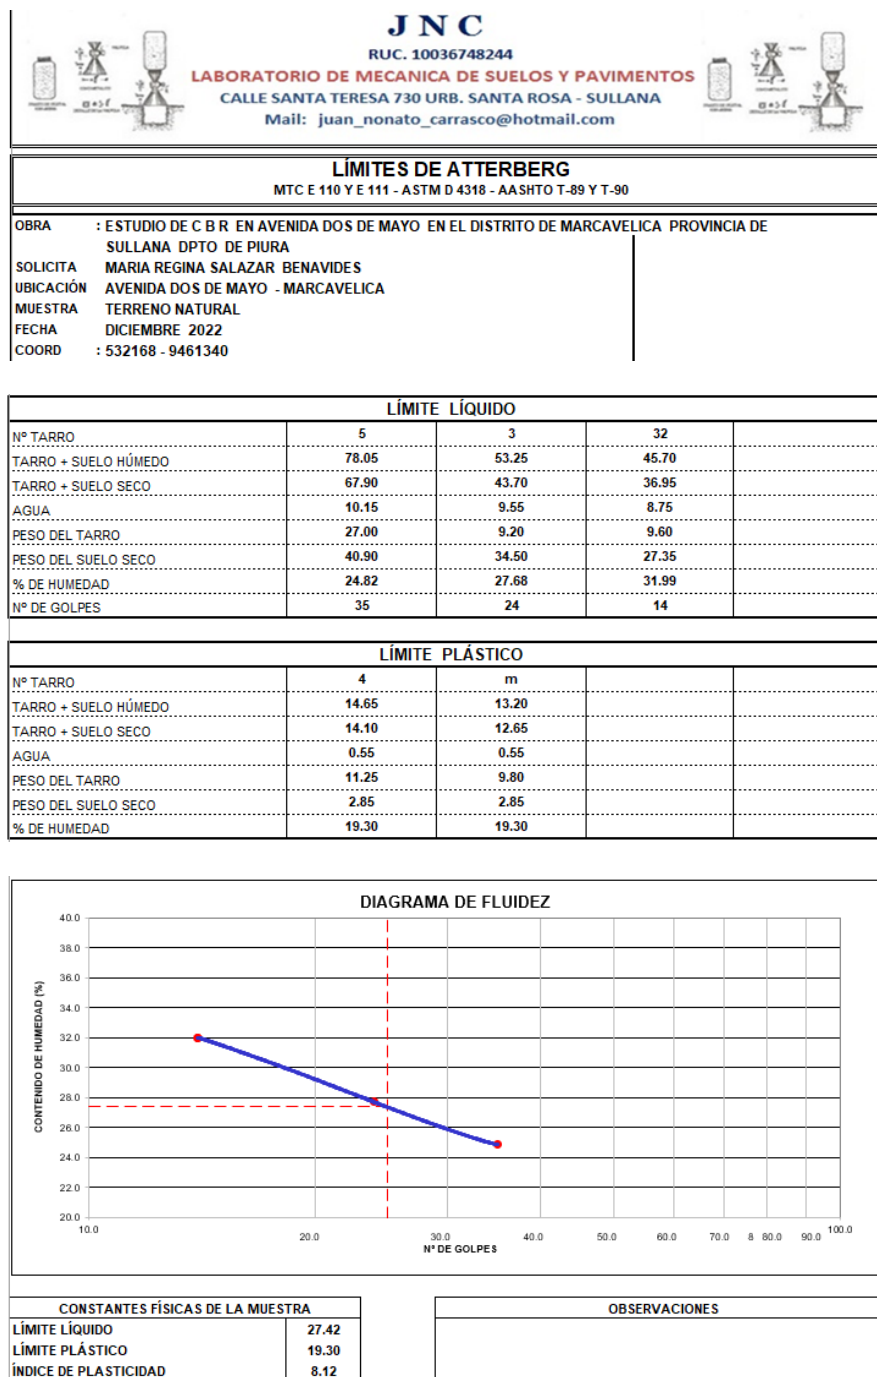 J N C
RUC. 10036748244
LABORATORIO DE MECANICA DE SUELOS Y PAVIMENTOS
CALLE SANTA TERESA 730 URB. SANTA ROSA - SULLANA
Mail: juan_nonato_carrasco@hotmail.com
LÍMITES DE ATTERBERG
MTC E 110 Y E 111 - ASTM D 4318 - AASHTO T-89 Y T-90
OBRA : ESTUDIO DE C B R EN AVENIDA DOS DE MAYO EN EL DISTRITO DE MARCAVELICA PROVINCIA DE
SULLANA DPTO DE PIURA
SOLICITA MARIA REGINA SALAZAR BENAVIDES
UBICACIÓN AVENIDA DOS DE MAYO - MARCAVELICA
MUESTRA TERRENO NATURAL
FECHA DICIEMBRE 2022
COORD : 532168 - 9461340
LÍMITE LÍQUIDO
Nº TARRO 5 3 32
TARRO + SUELO HÚMEDO 78.05 53.25 45.70
TARRO + SUELO SECO 67.90 43.70 36.95
AGUA 10.15 9.55 8.75
PESO DEL TARRO 27.00 9.20 9.60
PESO DEL SUELO SECO 40.90 34.50 27.35
% DE HUMEDAD 24.82 27.68 31.99
Nº DE GOLPES 35 24 14
LÍMITE PLÁSTICO
Nº TARRO 4 m
TARRO + SUELO HÚMEDO 14.65 13.20
TARRO + SUELO SECO 14.10 12.65
AGUA 0.55 0.55
PESO DEL TARRO 11.25 9.80
PESO DEL SUELO SECO 2.85 2.85
% DE HUMEDAD 19.30 19.30
DIAGRAMA DE FLUIDEZ
CONTENIDO DE HUMEDAD (%)
40.0
38.0
36.0
34.0
32.0
30.0
28.0
26.0
24.0
22.0
20.0
10.0 20.0 30.0 40.0 50.0 60.0 70.0 8 80.0 90.0 100.0
Nº DE GOLPES
CONSTANTES FÍSICAS DE LA MUESTRA
LÍMITE LÍQUIDO 27.42
LÍMITE PLÁSTICO 19.30
ÍNDICE DE PLASTICIDAD 8.12
OBSERVACIONES